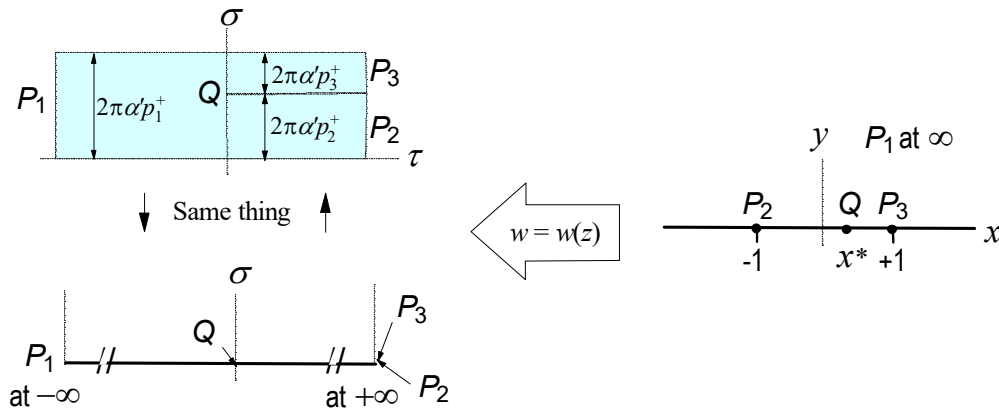 σ
P₁
2πα′p₁⁺
Q
2πα′p₃⁺
P₃
2πα′p₂⁺
P₂
τ
Same thing
σ
Q
P₃
P₁
P₂
at −∞
at +∞
w = w(z)
y
P₁ at ∞
P₂
Q
P₃
x
-1
x*
+1